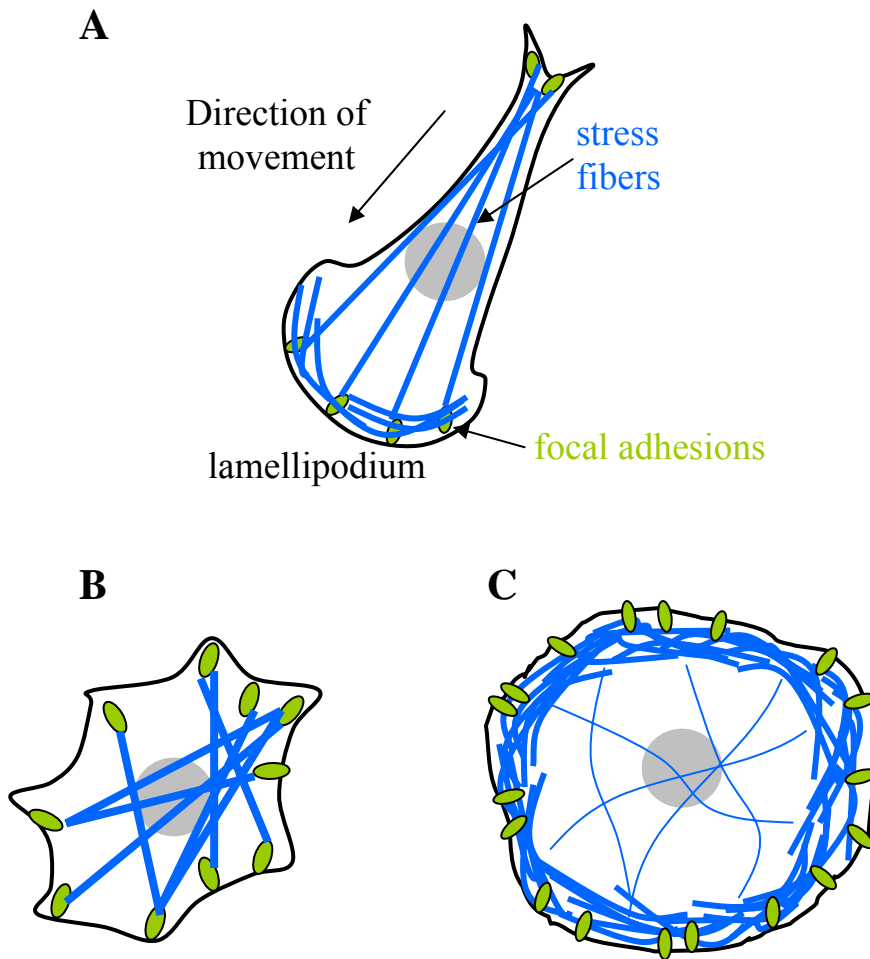 A
Direction of
movement
stress
fibers
focal adhesions
lamellipodium
B
C